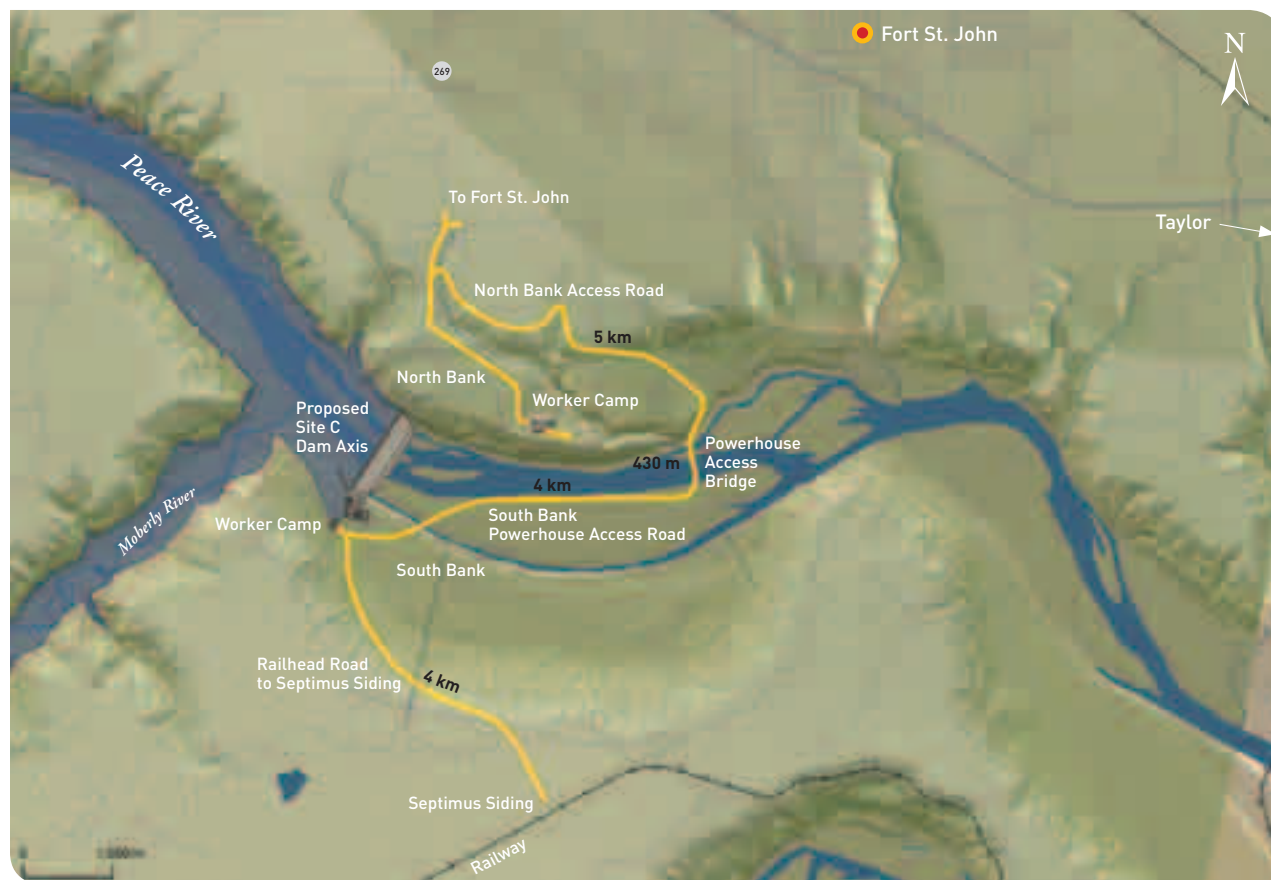 Fort St. John
N
269
Peace River
To Fort St. John
Taylor
North Bank Access Road
5 km
North Bank
Worker Camp
Proposed
Site C
Dam Axis
Powerhouse
Access
Bridge
430 m
4 km
South Bank
Powerhouse Access Road
Moberly River
Worker Camp
South Bank
Railhead Road
to Septimus Siding
4 km
Septimus Siding
Railway
0